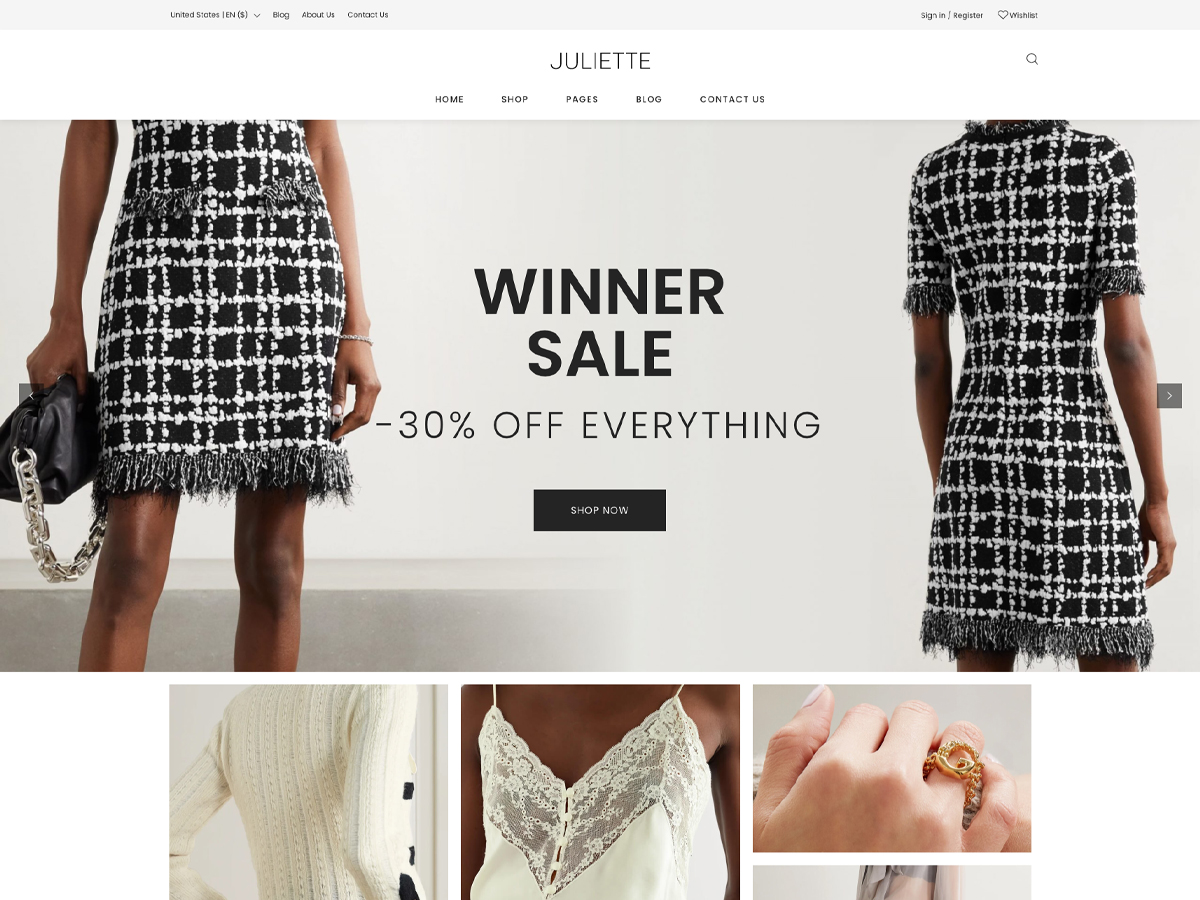 United States | EN ($) Blog About Us Contact Us
Sign in / Register Wishlist
JULIETTE
HOME SHOP PAGES BLOG CONTACT US
WINNER
SALE
-30% OFF EVERYTHING
SHOP NOW